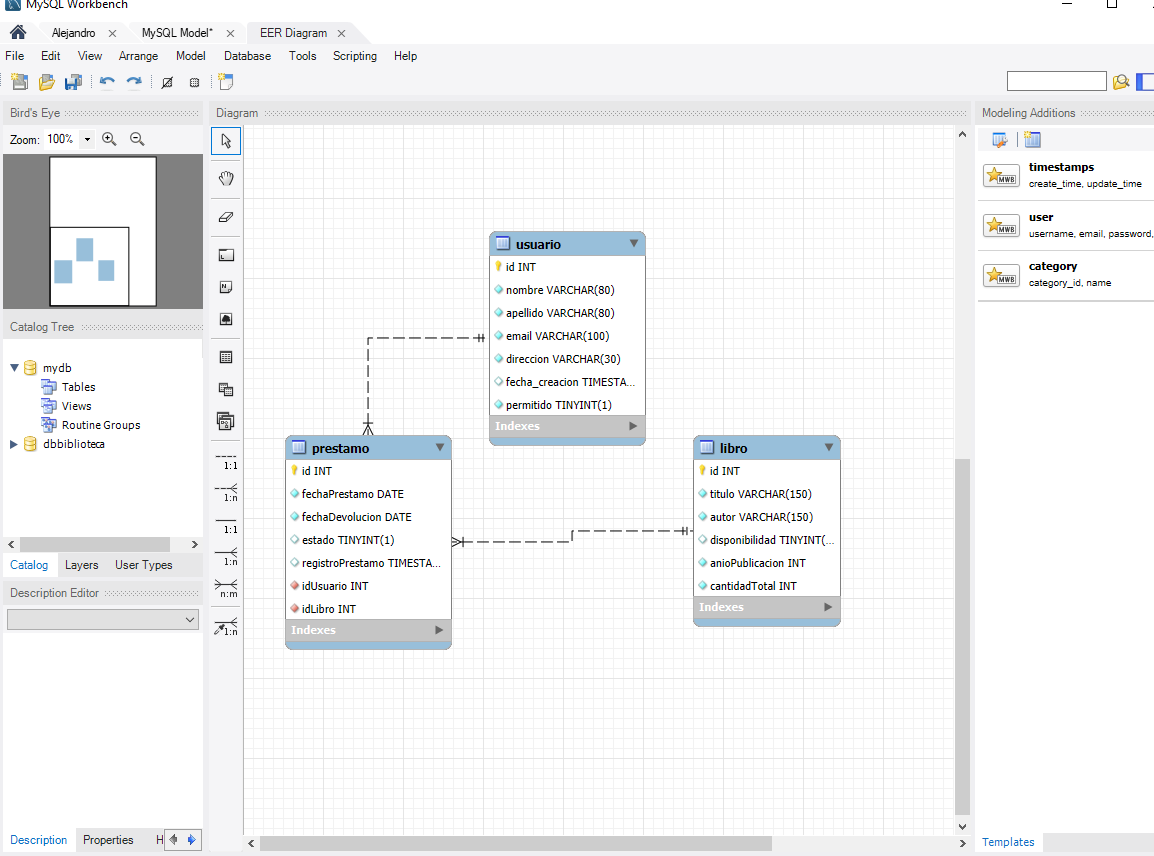 MySQL Workbench
Alejandro
MySQL Model*
EER Diagram
File Edit View Arrange Model Database Tools Scripting Help
Bird's Eye
Zoom: 100%
Catalog Tree
mydb
Tables
Views
Routine Groups
dbbiblioteca
Catalog Layers User Types
Description Editor
Description Properties H
Diagram
1:1
1:n
1:1
1:n
n:m
1:n
usuario
id INT
nombre VARCHAR(80)
apellido VARCHAR(80)
email VARCHAR(100)
direccion VARCHAR(30)
fecha_creacion TIMESTA...
permitido TINYINT(1)
Indexes
prestamo
id INT
fechaPrestamo DATE
fechaDevolucion DATE
estado TINYINT(1)
registroPrestamo TIMESTA...
idUsuario INT
idLibro INT
Indexes
libro
id INT
titulo VARCHAR(150)
autor VARCHAR(150)
disponibilidad TINYINT(...
anioPublicacion INT
cantidadTotal INT
Indexes
Modeling Additions
MWB
timestamps
create_time, update_time
MWB
user
username, email, password,
MWB
category
category_id, name
Templates